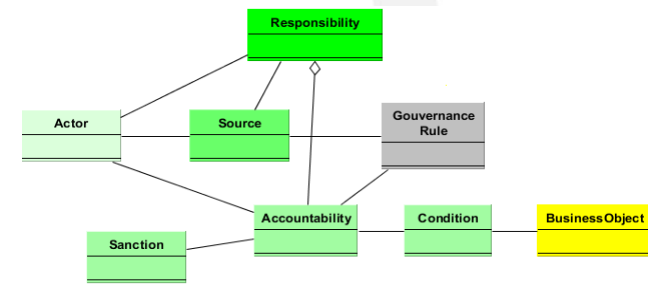 Responsibility
Actor
Source
Gouvernance
Rule
Accountability
Condition
BusinessObject
Sanction